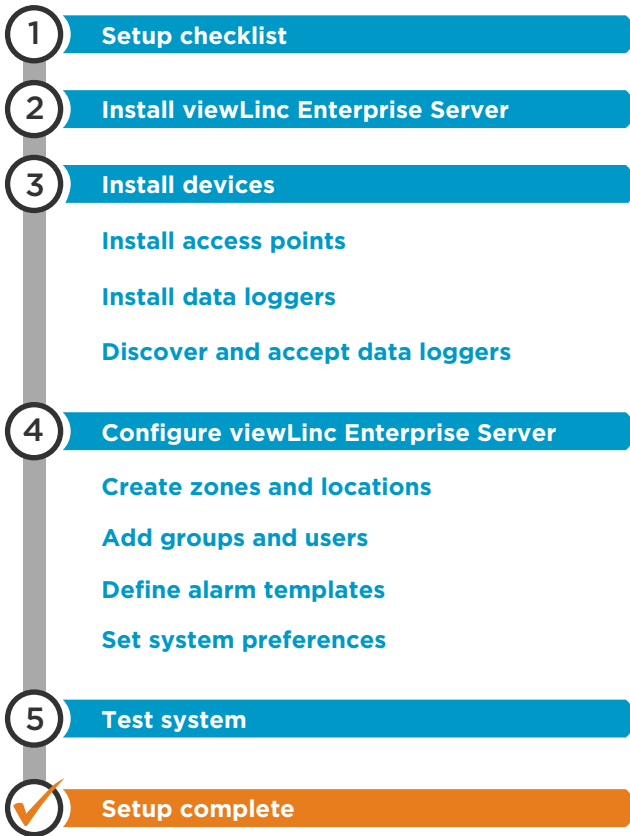 1
Setup checklist
2
Install viewLinc Enterprise Server
3
Install devices
Install access points
Install data loggers
Discover and accept data loggers
4
Configure viewLinc Enterprise Server
Create zones and locations
Add groups and users
Define alarm templates
Set system preferences
5
Test system
Setup complete